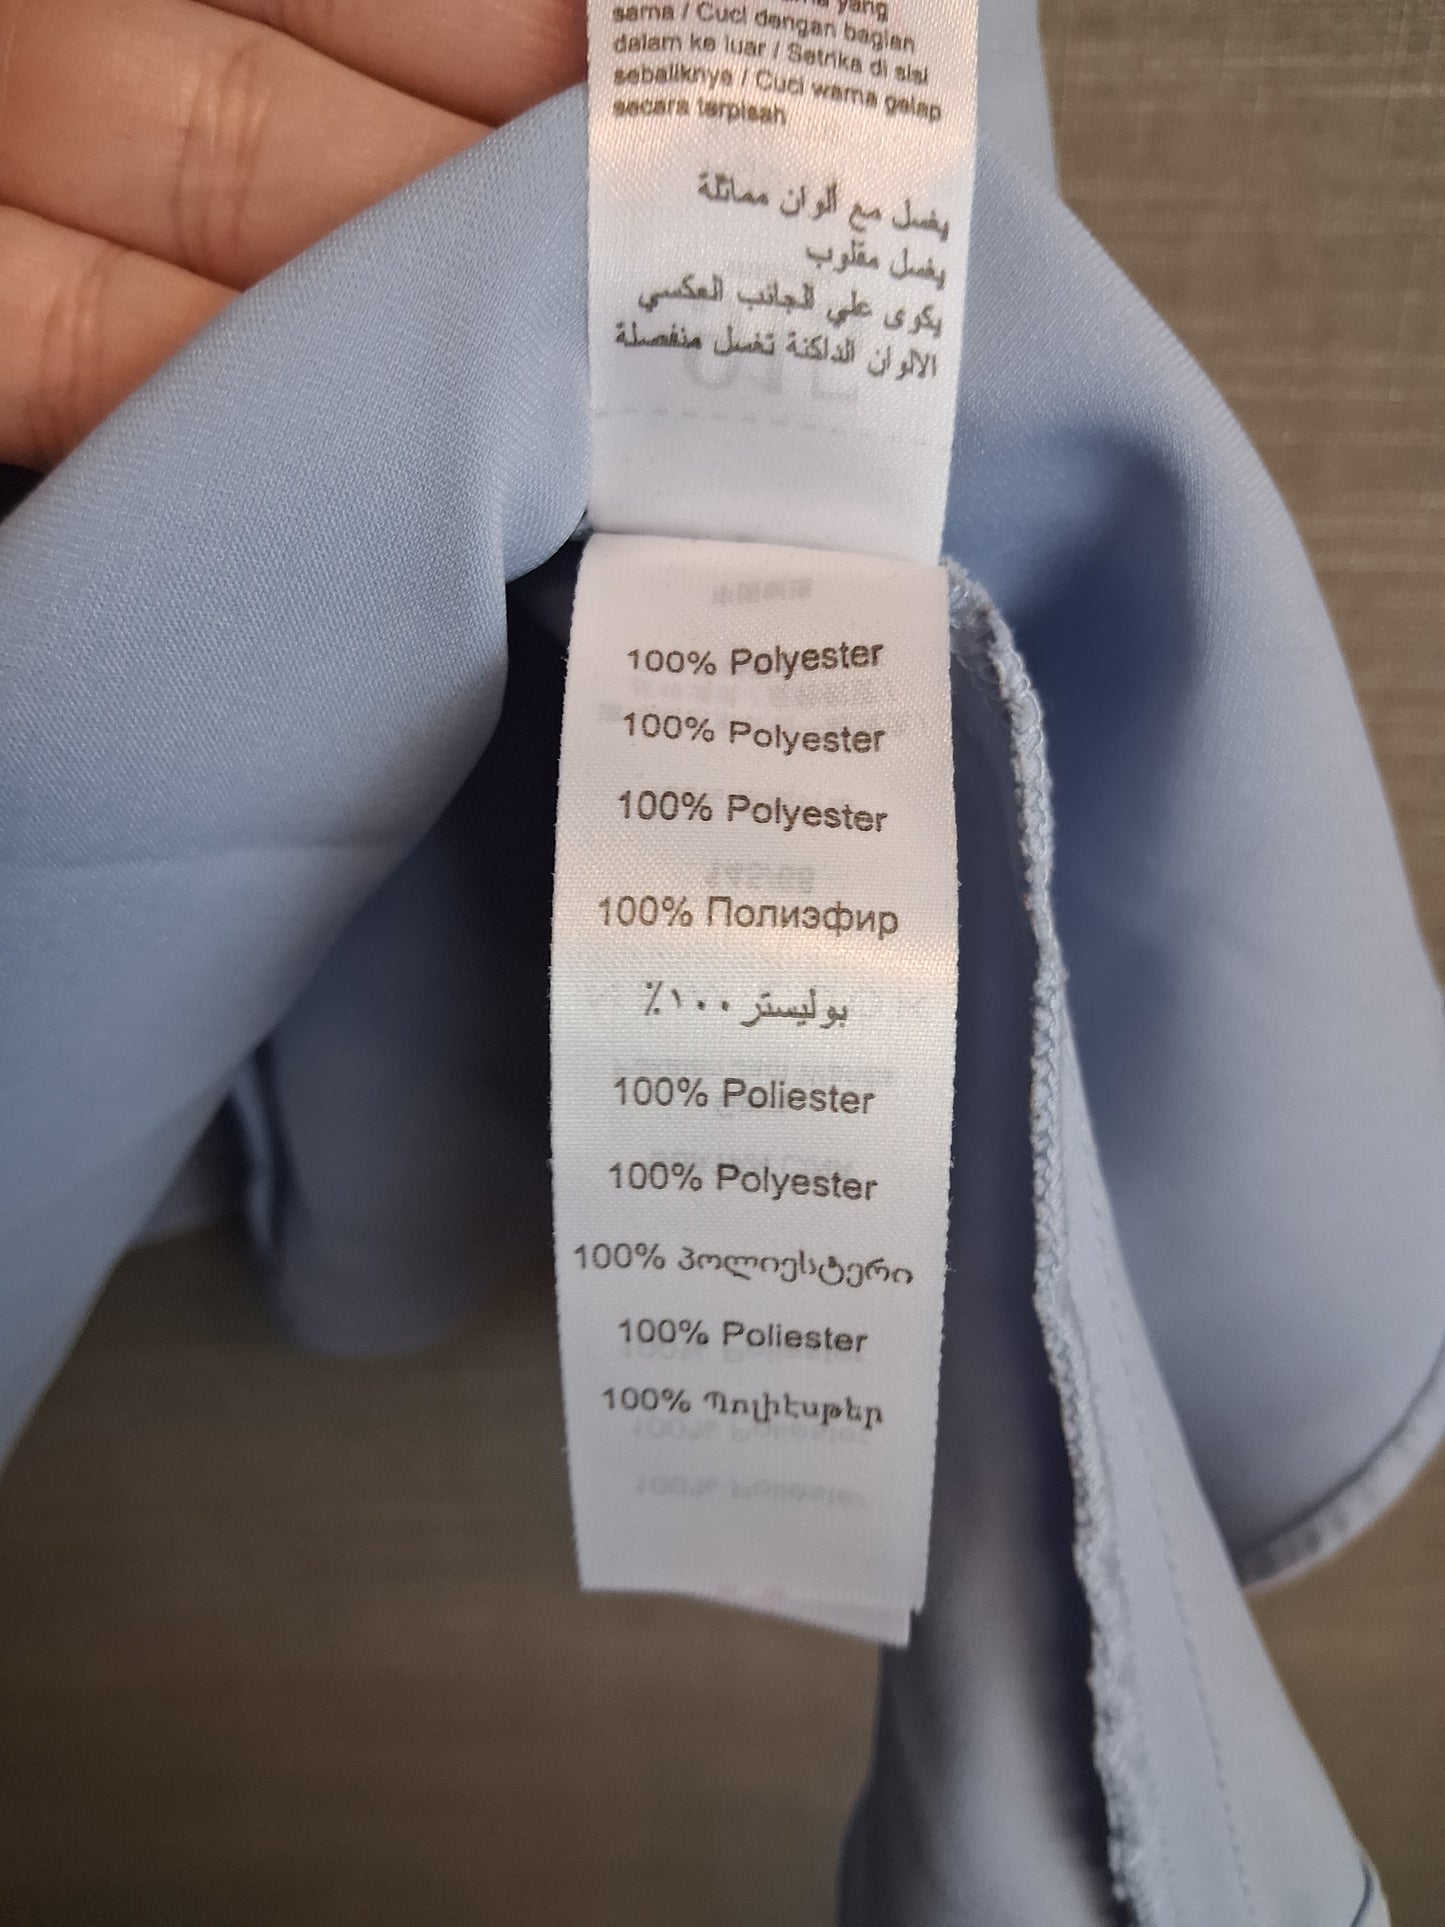 yang
sama / Cuci dengan bagian
dalam ke luar / Setrika di sisi
sebaliknya / Cuci warna gelap
secara terpisah
يغسل مع ألوان مماثلة
يغسل مقلوب
يكوى علي الجانب العكسي
الالوان الداكنة تغسل منفصلة
100% Polyester
100% Polyester
100% Polyester
100% Полиэфир
بوليستر ١٠٠٪
100% Poliester
100% Polyester
100% პოლიესტერი
100% Poliester
100% Պոլիէսթեր